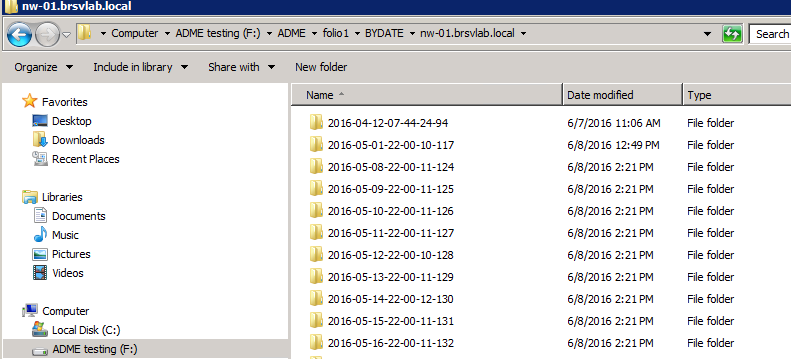 nw-01.brsvlab.local
Computer ADME testing (F:) ADME folio1 BYDATE nw-01.brsvlab.local Search
Organize Include in library Share with New folder
Favorites
Desktop
Downloads
Recent Places
Libraries
Documents
Music
Pictures
Videos
Computer
Local Disk (C:)
ADME testing (F:)
Name Date modified Type
2016-04-12-07-44-24-94 6/7/2016 11:06 AM File folder
2016-05-01-22-00-10-117 6/8/2016 12:49 PM File folder
2016-05-08-22-00-11-124 6/8/2016 2:21 PM File folder
2016-05-09-22-00-11-125 6/8/2016 2:21 PM File folder
2016-05-10-22-00-11-126 6/8/2016 2:21 PM File folder
2016-05-11-22-00-11-127 6/8/2016 2:21 PM File folder
2016-05-12-22-00-10-128 6/8/2016 2:21 PM File folder
2016-05-13-22-00-11-129 6/8/2016 2:21 PM File folder
2016-05-14-22-00-12-130 6/8/2016 2:21 PM File folder
2016-05-15-22-00-11-131 6/8/2016 2:21 PM File folder
2016-05-16-22-00-11-132 6/8/2016 2:21 PM File folder